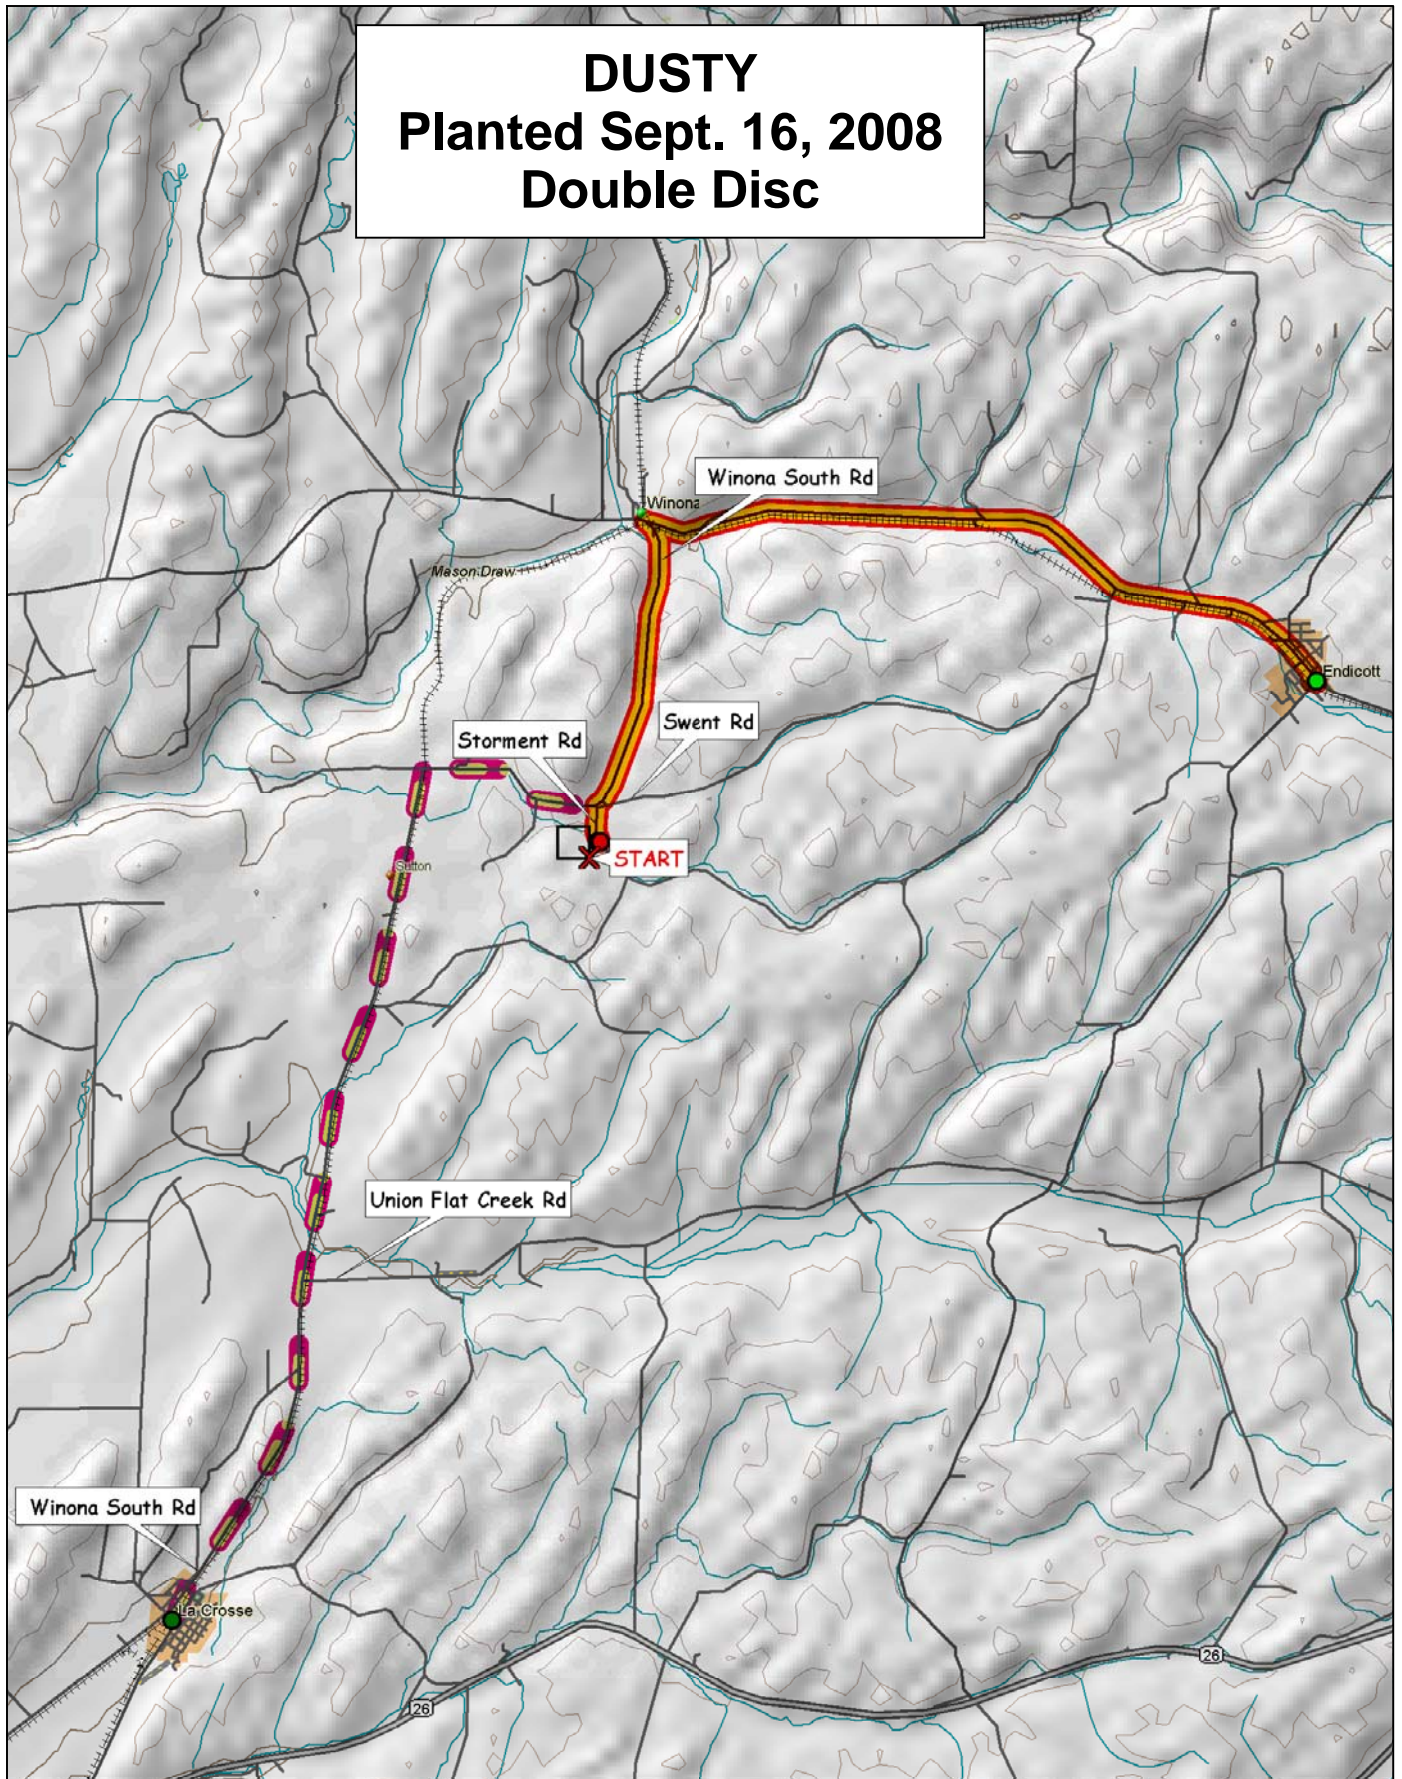 DUSTY
Planted Sept. 16, 2008
Double Disc
Winona South Rd
Winona
Mason Draw
Endicott
Swent Rd
Storment Rd
START
Sutton
Union Flat Creek Rd
Winona South Rd
La Crosse
26
26